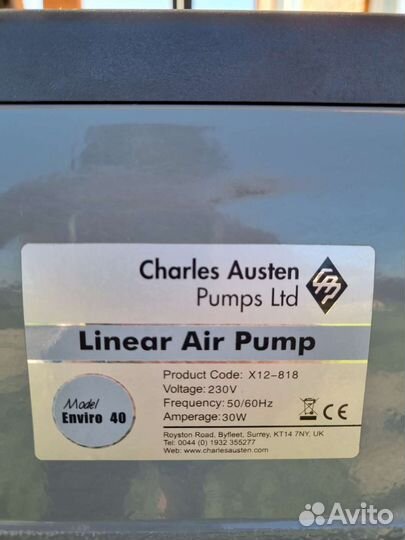 Charles Austen
Pumps Ltd
CAP
Linear Air Pump
Model
Enviro 40
Product Code: X12-818
Voltage: 230V
Frequency: 50/60Hz
Amperage: 30W
CE
Royston Road, Byfleet, Surrey, KT14 7NY, UK
Tel: 0044 (0) 1932 355277
Web: www.charlesausten.com
Avito